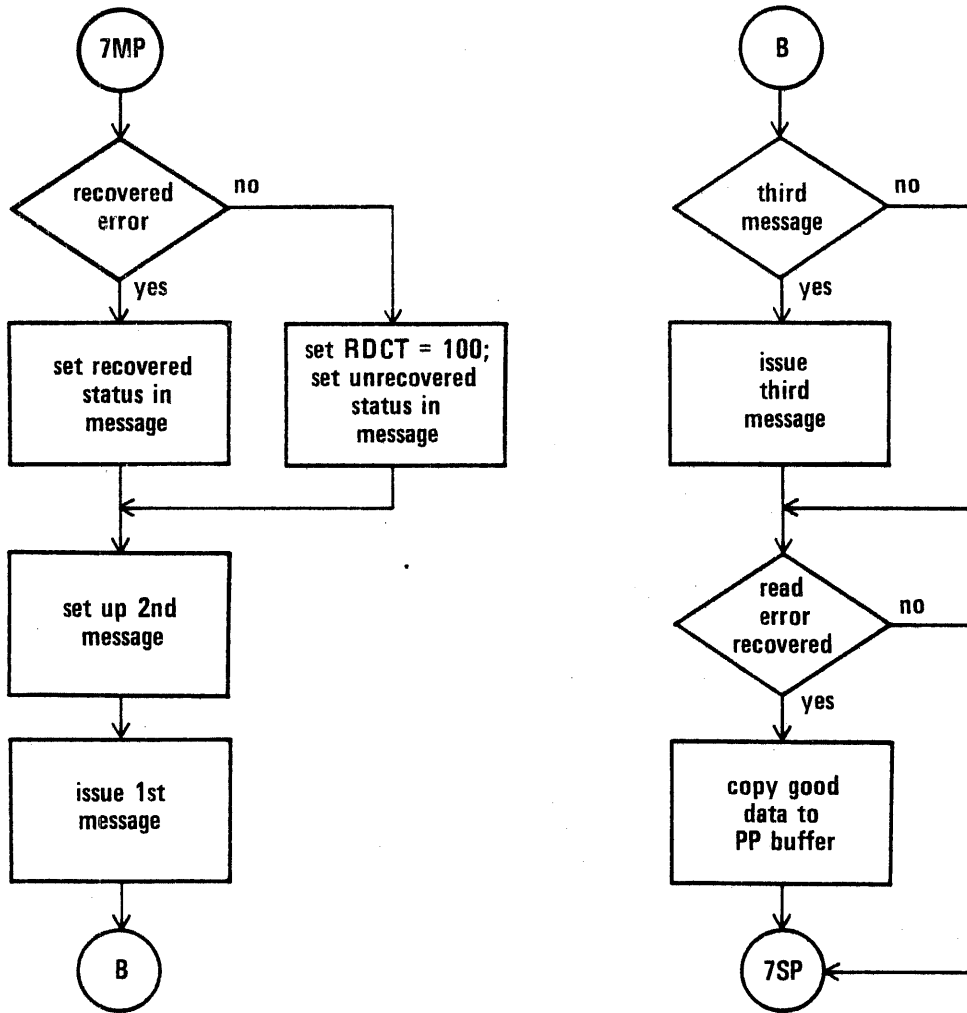 7MP
recovered
error
no
yes
set recovered
status in
message
set RDCT = 100;
set unrecovered
status in
message
set up 2nd
message
issue 1st
message
B
B
third
message
no
yes
issue
third
message
read
error
recovered
no
yes
copy good
data to
PP buffer
7SP